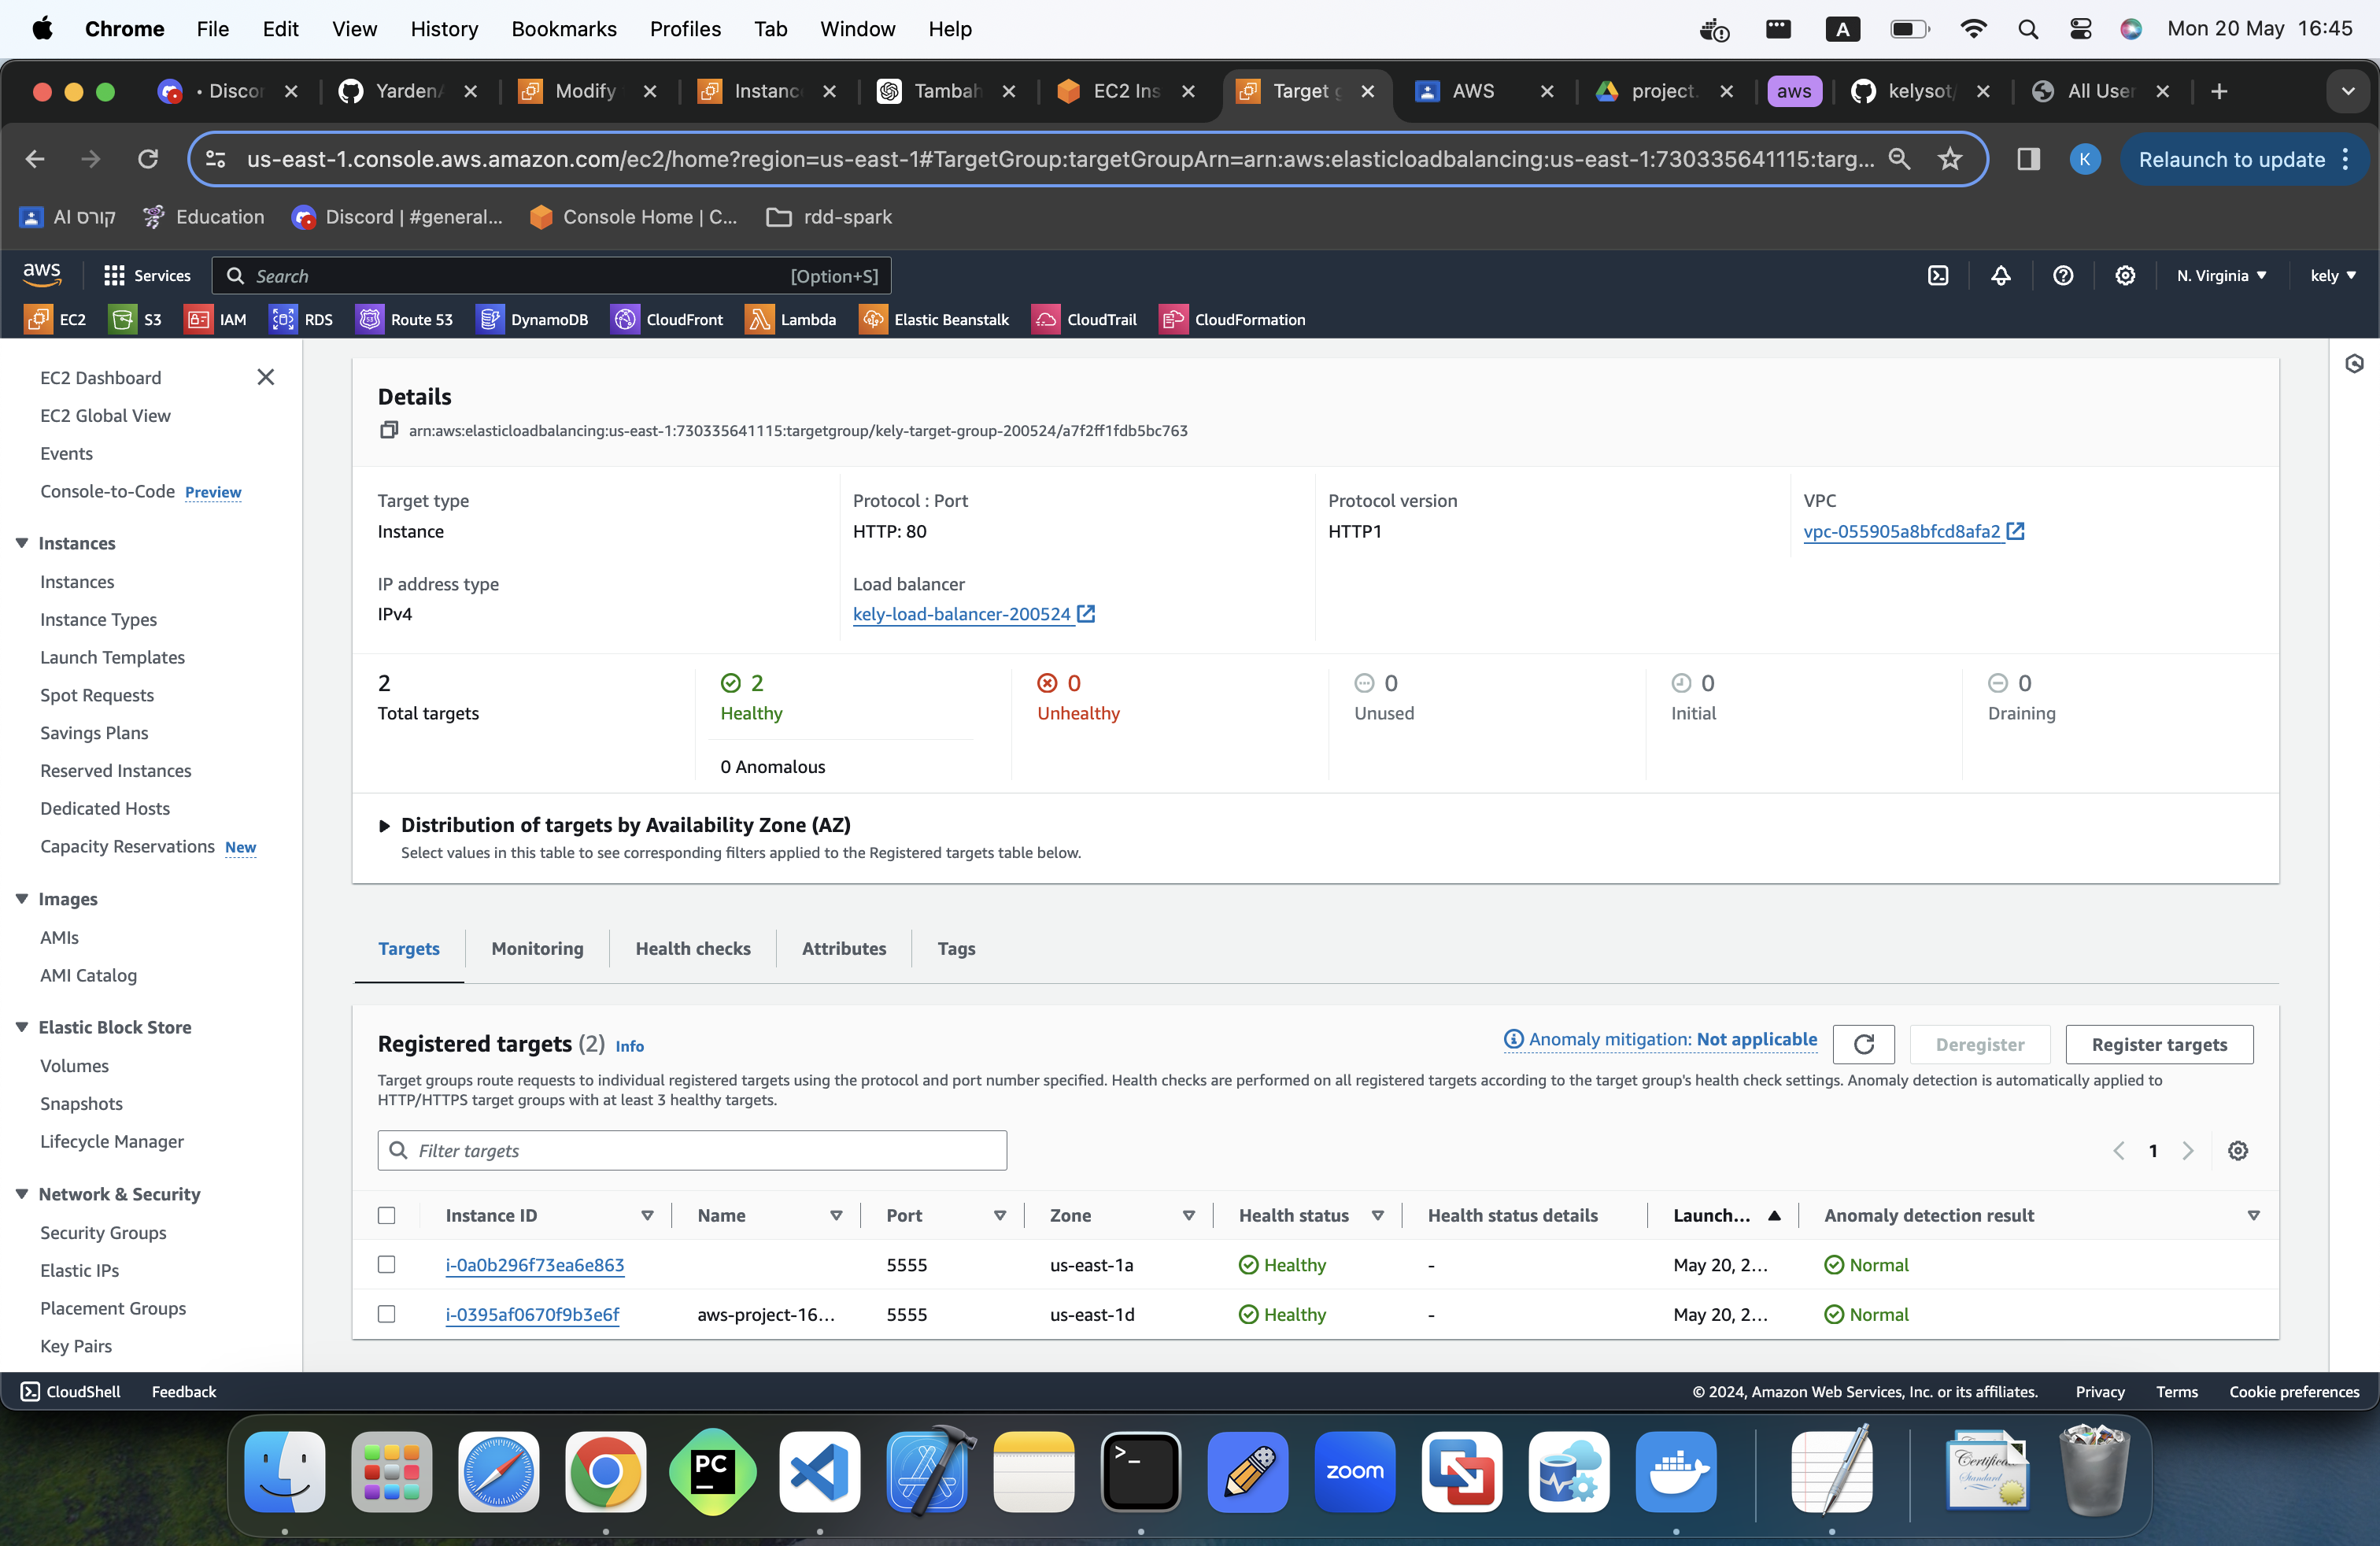 Chrome File Edit View History Bookmarks Profiles Tab Window Help A Mon 20 May 16:45
• Discor YardenA Modify Instanc Tambah EC2 Ins Target g AWS project. aws kelysot/ All User
us-east-1.console.aws.amazon.com/ec2/home?region=us-east-1#TargetGroup:targetGroupArn=arn:aws:elasticloadbalancing:us-east-1:730335641115:targ... K Relaunch to update
קורס AI Education Discord | #general... Console Home | C... rdd-spark
aws Services Search [Option+S] N. Virginia kely
EC2 S3 IAM RDS Route 53 DynamoDB CloudFront Lambda Elastic Beanstalk CloudTrail CloudFormation
EC2 Dashboard
EC2 Global View
Events
Console-to-Code Preview
Instances
Instances
Instance Types
Launch Templates
Spot Requests
Savings Plans
Reserved Instances
Dedicated Hosts
Capacity Reservations New
Images
AMIs
AMI Catalog
Elastic Block Store
Volumes
Snapshots
Lifecycle Manager
Network & Security
Security Groups
Elastic IPs
Placement Groups
Key Pairs
Details
arn:aws:elasticloadbalancing:us-east-1:730335641115:targetgroup/kely-target-group-200524/a7f2ff1fdb5bc763
Target type Protocol : Port Protocol version VPC
Instance HTTP: 80 HTTP1 vpc-055905a8bfcd8afa2
IP address type Load balancer
IPv4 kely-load-balancer-200524
2 2 0 0 0 0
Total targets Healthy Unhealthy Unused Initial Draining
0 Anomalous
Distribution of targets by Availability Zone (AZ)
Select values in this table to see corresponding filters applied to the Registered targets table below.
Targets Monitoring Health checks Attributes Tags
Registered targets (2) Info Anomaly mitigation: Not applicable Deregister Register targets
Target groups route requests to individual registered targets using the protocol and port number specified. Health checks are performed on all registered targets according to the target group's health check settings. Anomaly detection is automatically applied to
HTTP/HTTPS target groups with at least 3 healthy targets.
Filter targets 1
Instance ID Name Port Zone Health status Health status details Launch... Anomaly detection result
i-0a0b296f73ea6e863 5555 us-east-1a Healthy - May 20, 2... Normal
i-0395af0670f9b3e6f aws-project-16... 5555 us-east-1d Healthy - May 20, 2... Normal
CloudShell Feedback © 2024, Amazon Web Services, Inc. or its affiliates. Privacy Terms Cookie preferences
PC zoom